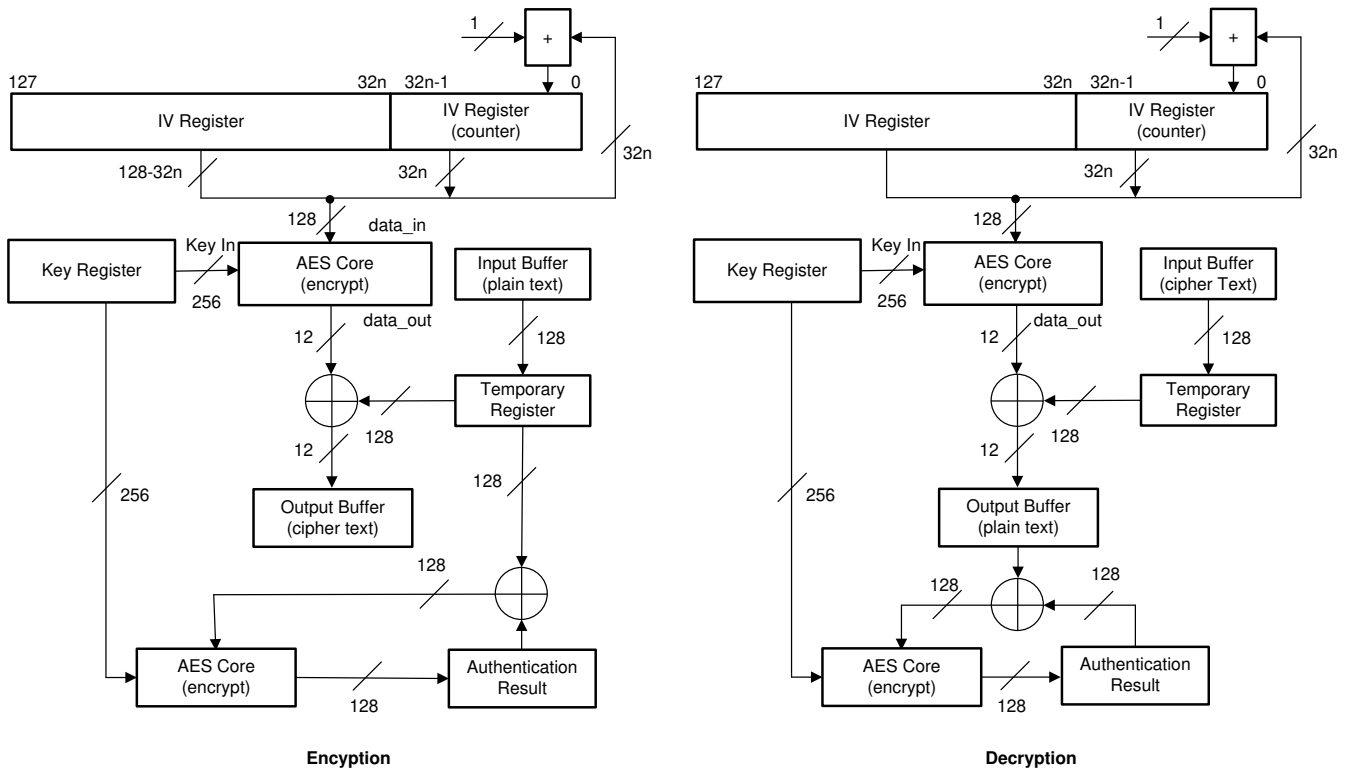 1
+
127
32n
32n-1
0
IV Register
IV Register
(counter)
128-32n
32n
32n
128
data_in
Key Register
Key In
256
AES Core
(encrypt)
Input Buffer
(plain text)
data_out
12
128
Temporary
Register
128
12
128
256
Output Buffer
(cipher text)
128
AES Core
(encrypt)
128
Authentication
Result
Encyption
1
+
127
32n
32n-1
0
IV Register
IV Register
(counter)
32n
32n
128
Key Register
Key In
256
AES Core
(encrypt)
Input Buffer
(cipher Text)
data_out
12
128
Temporary
Register
128
12
256
Output Buffer
(plain text)
128
128
AES Core
(encrypt)
128
Authentication
Result
Decryption